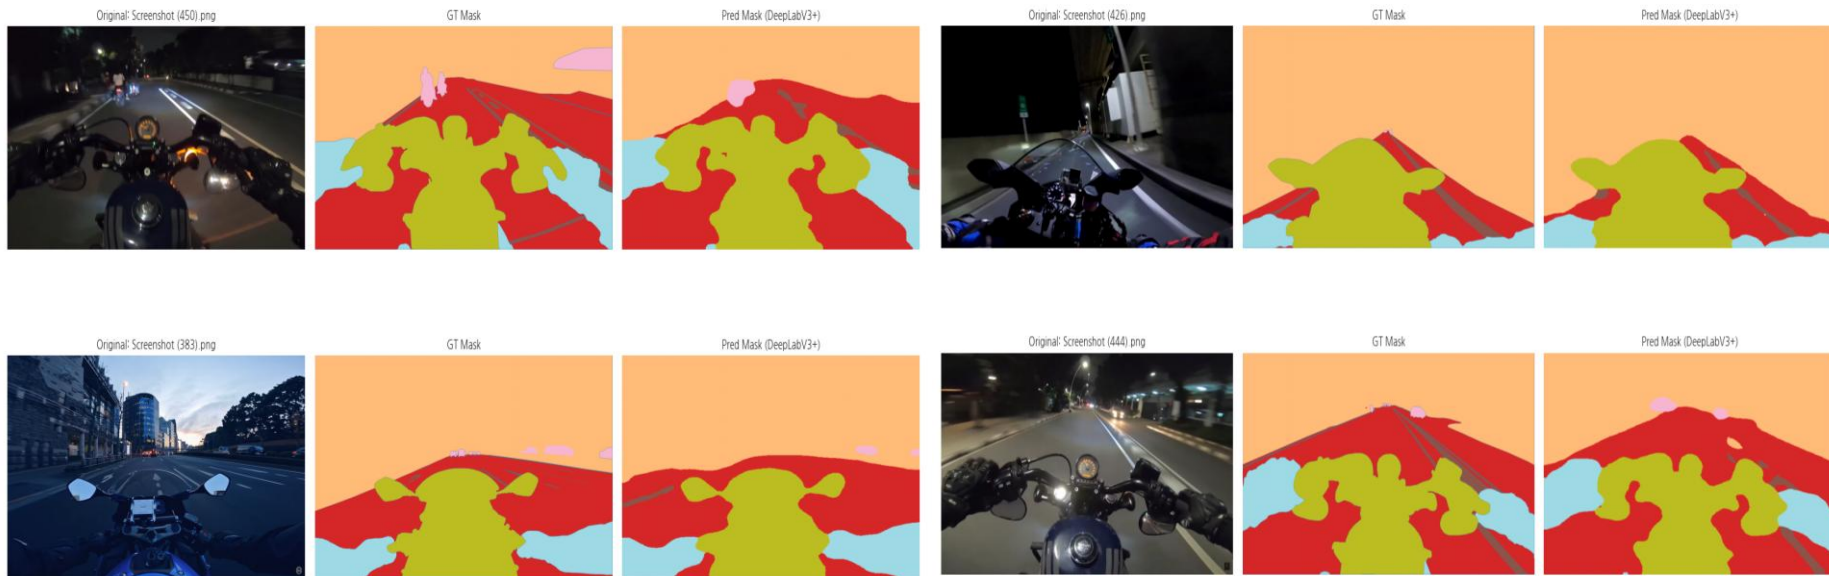 Original: Screenshot (450).png
GT Mask
Pred Mask (DeepLabV3+)
Original: Screenshot (426).png
GT Mask
Pred Mask (DeepLabV3+)
Original: Screenshot (383).png
GT Mask
Pred Mask (DeepLabV3+)
Original: Screenshot (444).png
GT Mask
Pred Mask (DeepLabV3+)